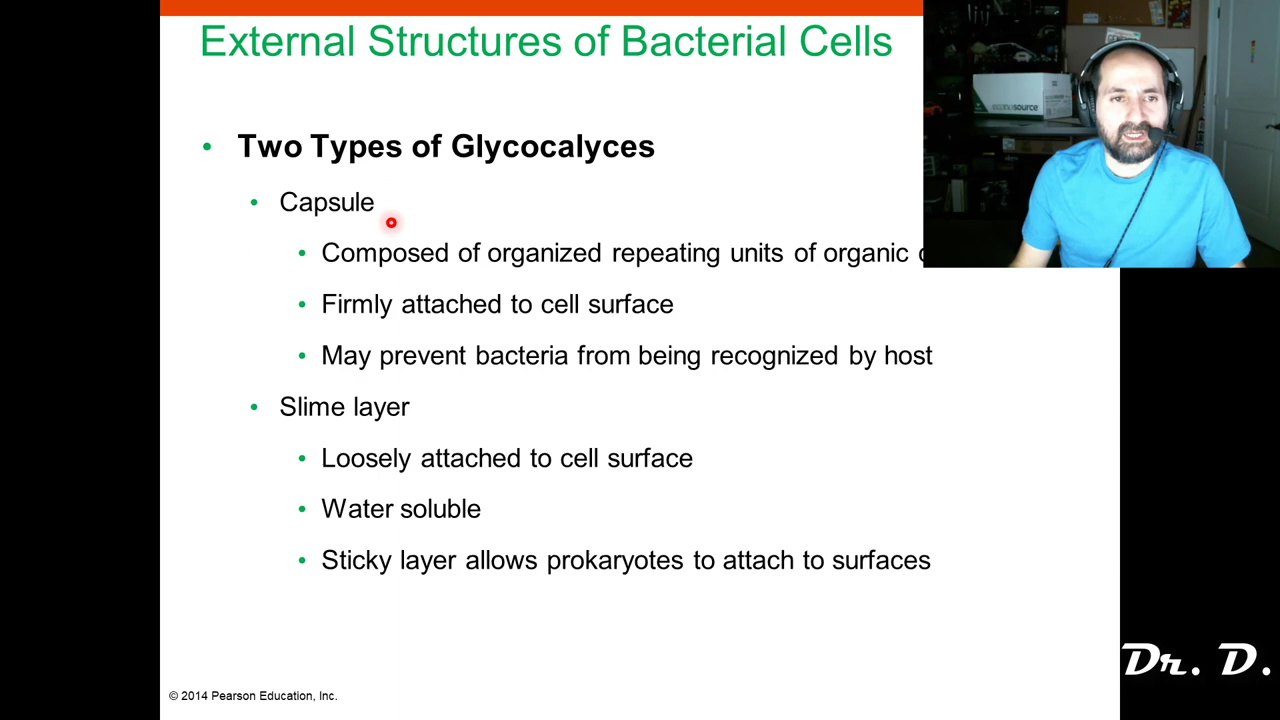 External Structures of Bacterial Cells
• Two Types of Glycocalyces
• Capsule
• Composed of organized repeating units of organic
• Firmly attached to cell surface
• May prevent bacteria from being recognized by host
• Slime layer
• Loosely attached to cell surface
• Water soluble
• Sticky layer allows prokaryotes to attach to surfaces
© 2014 Pearson Education, Inc.
Dr. D.